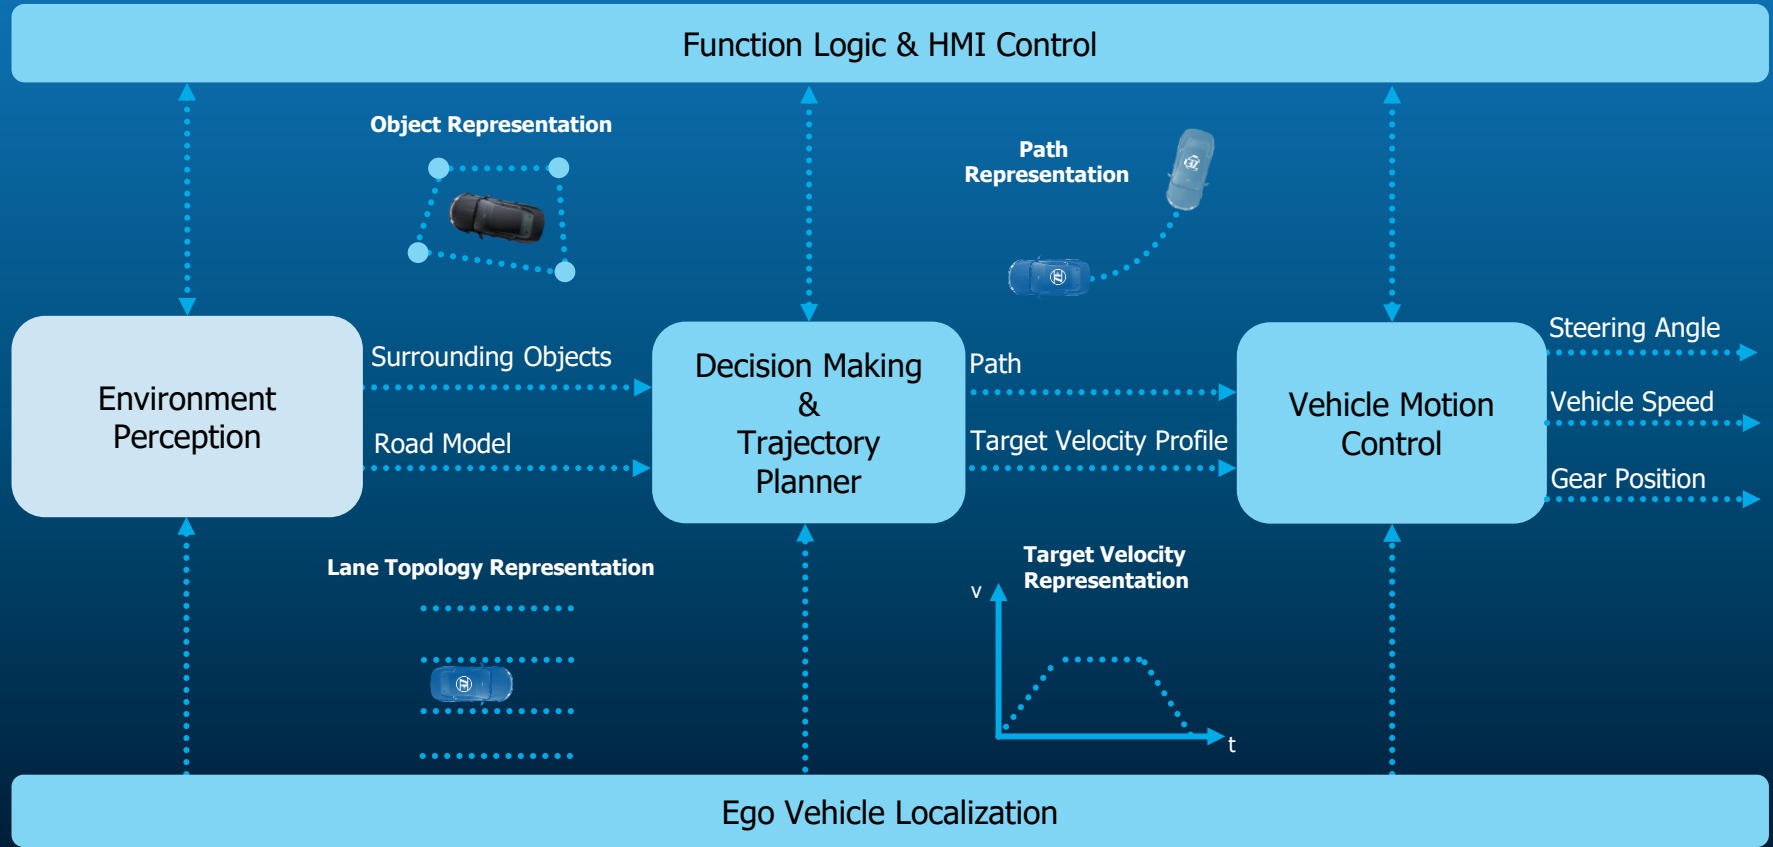 Function Logic & HMI Control
Object Representation
Path
Representation
Environment
Perception
Surrounding Objects
Road Model
Decision Making
&
Trajectory
Planner
Path
Target Velocity Profile
Vehicle Motion
Control
Steering Angle
Vehicle Speed
Gear Position
Lane Topology Representation
Target Velocity
Representation
v
t
Ego Vehicle Localization